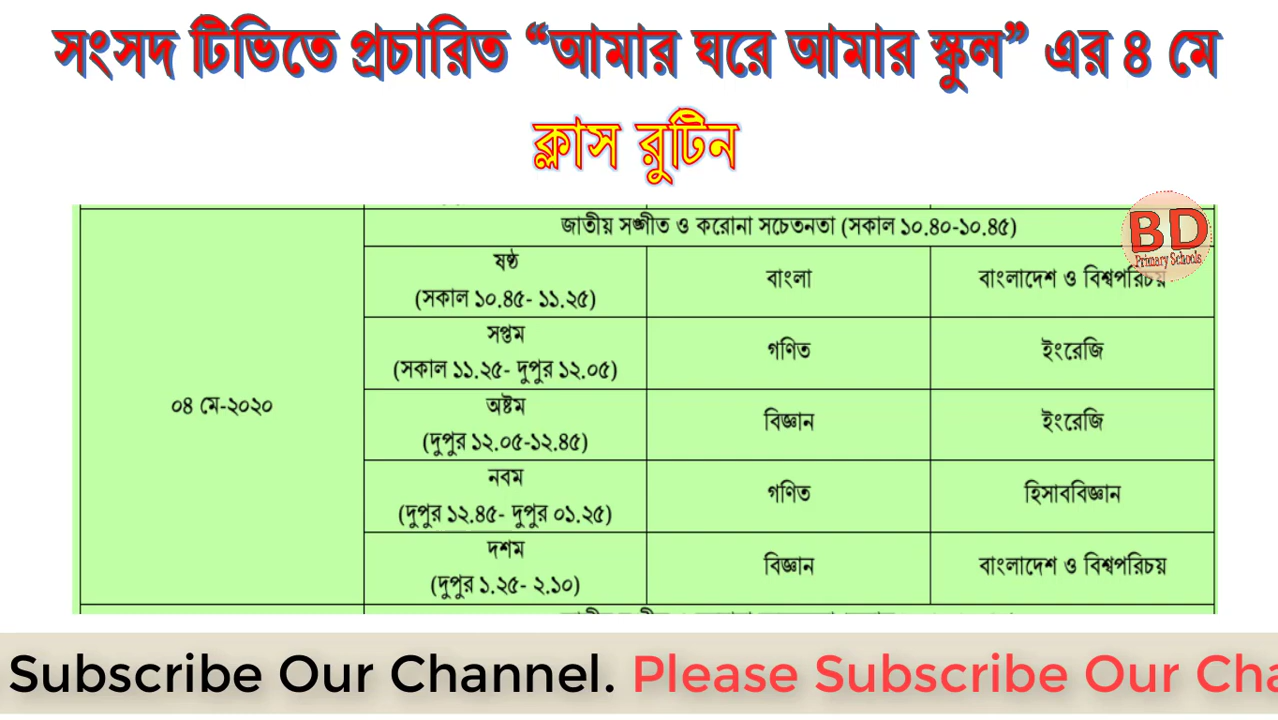 সংসদ টিভিতে প্রচারিত “আমার ঘরে আমার স্কুল” এর ৪ মে
ক্লাস রুটিন
জাতীয় সঙ্গীত ও করোনা সচেতনতা (সকাল ১০.৪০-১০.৪৫)
BD
Primary Schools
ষষ্ঠ
(সকাল ১০.৪৫- ১১.২৫)
বাংলা
বাংলাদেশ ও বিশ্বপরিচয়
সপ্তম
(সকাল ১১.২৫- দুপুর ১২.০৫)
গণিত
ইংরেজি
০৪ মে-২০২০
অষ্টম
(দুপুর ১২.০৫-১২.৪৫)
বিজ্ঞান
ইংরেজি
নবম
(দুপুর ১২.৪৫- দুপুর ০১.২৫)
গণিত
হিসাববিজ্ঞান
দশম
(দুপুর ১.২৫- ২.১০)
বিজ্ঞান
বাংলাদেশ ও বিশ্বপরিচয়
Subscribe Our Channel. Please Subscribe Our Cha